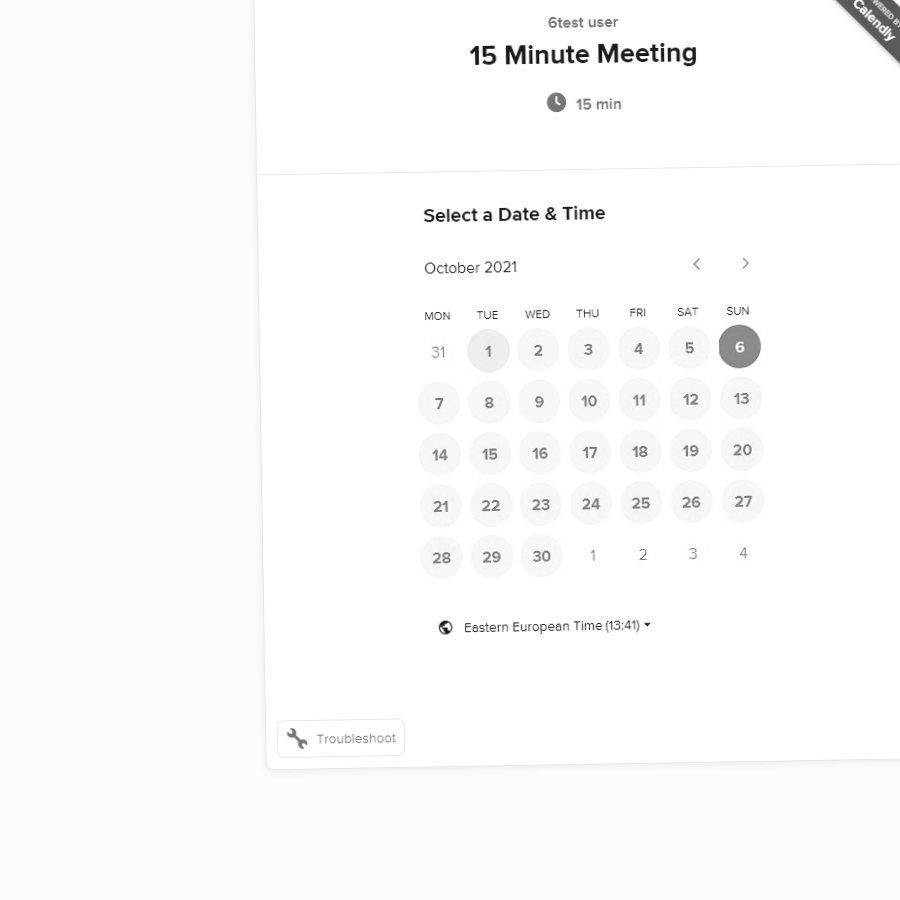 6test user
15 Minute Meeting
15 min
Calendly
Select a Date & Time
October 2021
MON TUE WED THU FRI SAT SUN
31 1 2 3 4 5 6
7 8 9 10 11 12 13
14 15 16 17 18 19 20
21 22 23 24 25 26 27
28 29 30 1 2 3 4
Eastern European Time (13:41)
Troubleshoot